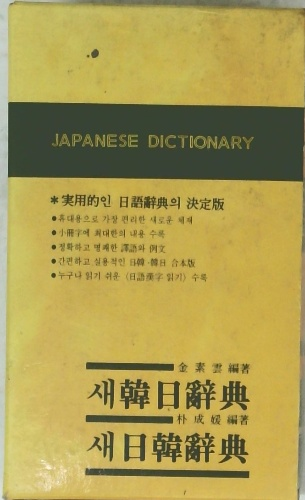 JAPANESE DICTIONARY
*実用的인 日語辭典의 決定版
●휴대용으로 가장 편리한 새로운 체재
●小冊字에 최대한의 내용 수록
●정확하고 명쾌한 譯語와 例文
●간편하고 실용적인 日韓·韓日 合本版
●누구나 읽기 쉬운 (日語漢字 읽기) 수록
金素雲 編著
새韓日辭典
朴成媛 編著
새日韓辭典